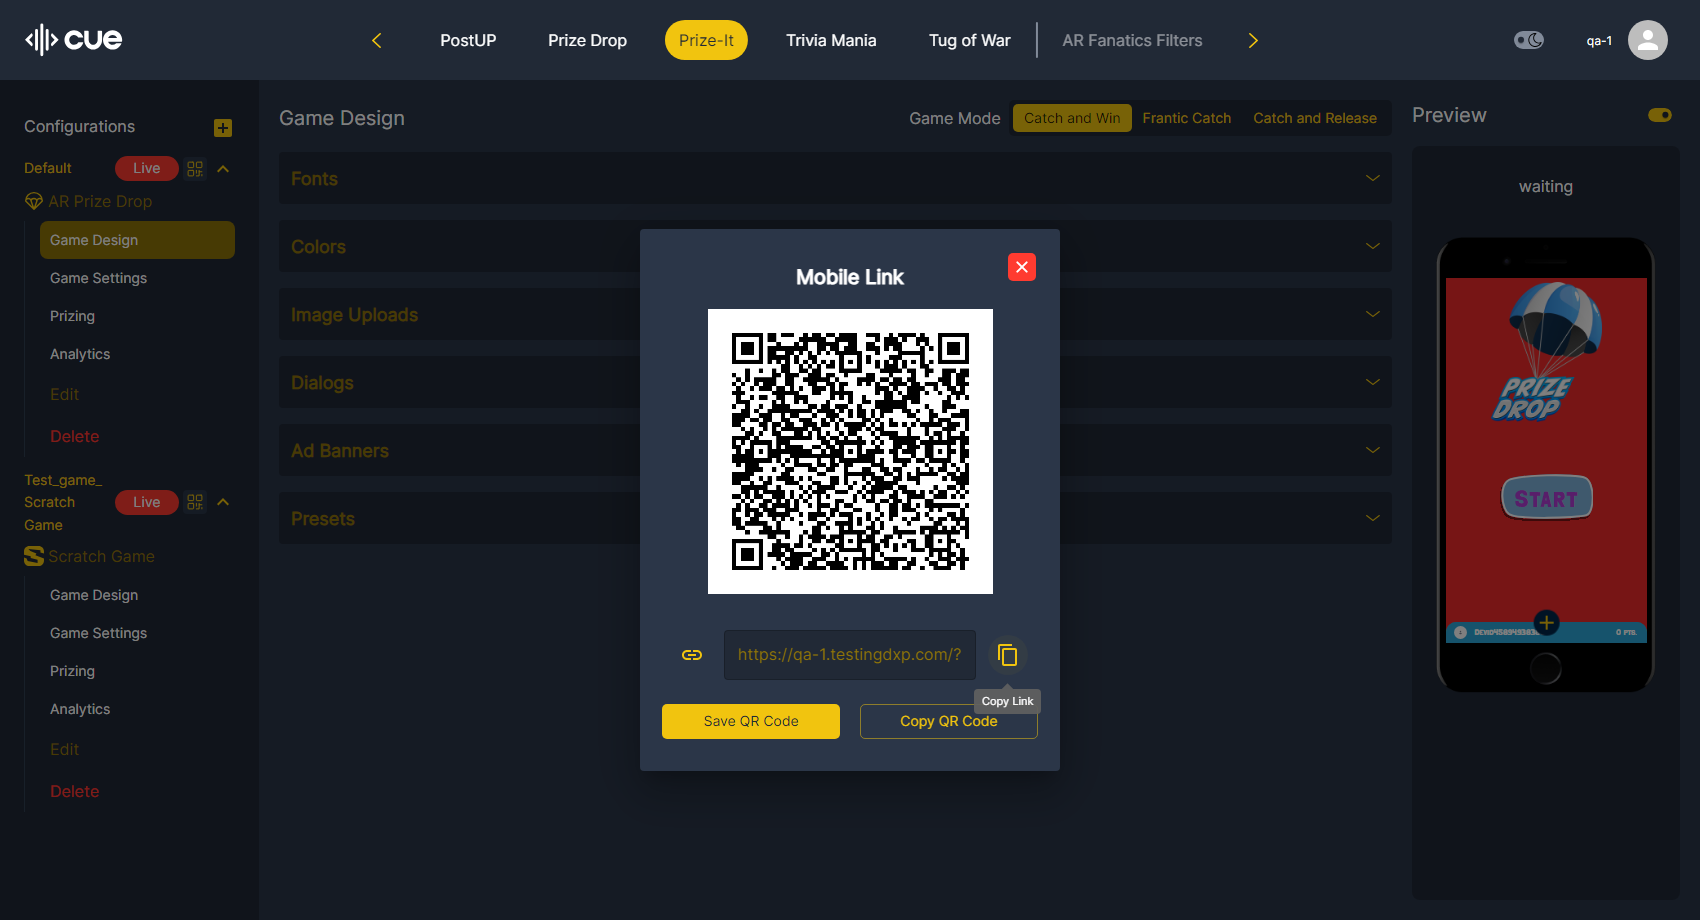 cue
PostUP
Prize Drop
Prize-It
Trivia Mania
Tug of War
AR Fanatics Filters
qa-1
Configurations
Default
Live
AR Prize Drop
Game Design
Game Settings
Prizing
Analytics
Edit
Delete
Test_game_
Scratch
Game
Live
Scratch Game
Game Design
Game Settings
Prizing
Analytics
Edit
Delete
Game Design
Game Mode
Catch and Win
Frantic Catch
Catch and Release
Fonts
Colors
Image Uploads
Dialogs
Ad Banners
Presets
Mobile Link
https://qa-1.testingdxp.com/?
Copy Link
Save QR Code
Copy QR Code
Preview
waiting
PRIZE
DROP
START
0 PTS.